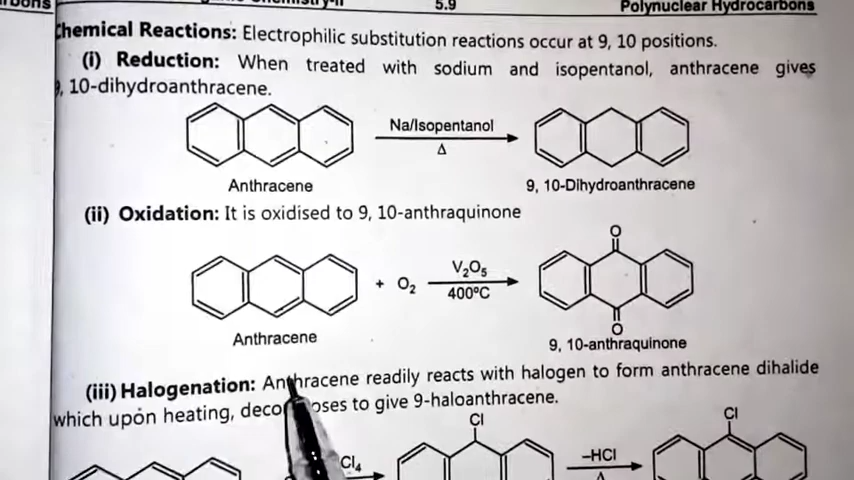 5.9
Polynuclear Hydrocarbons
Chemical Reactions: Electrophilic substitution reactions occur at 9, 10 positions.
(i) Reduction: When treated with sodium and isopentanol, anthracene gives
9, 10-dihydroanthracene.
Na/Isopentanol
Δ
Anthracene
9, 10-Dihydroanthracene
(ii) Oxidation: It is oxidised to 9, 10-anthraquinone
O
+ O₂
V₂O₅
400°C
O
Anthracene
9, 10-anthraquinone
(iii) Halogenation: Anthracene readily reacts with halogen to form anthracene dihalide
which upon heating, to give 9-haloanthracene.
Cl
Cl
Cl₄
–HCl
Δ